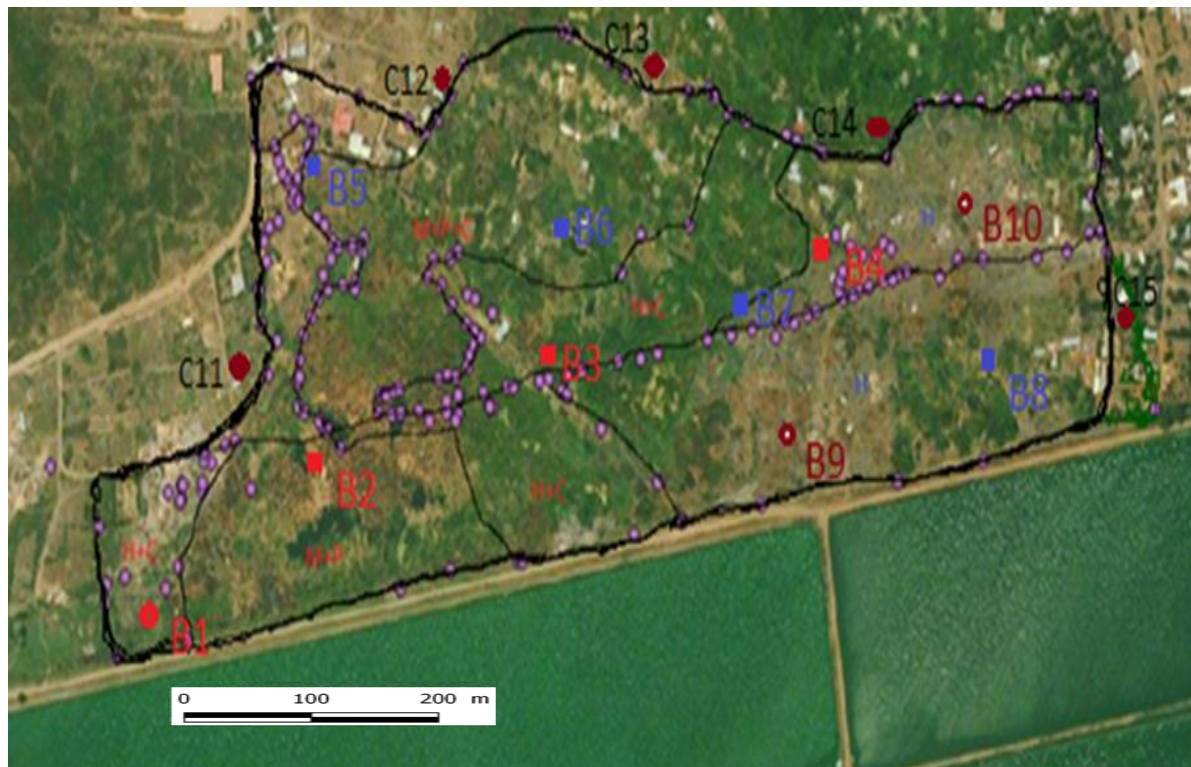 C13
C12
C14
B5
B10
H
M+P+C
B6
B4
H+C
B7
C15
B3
C11
H
B8
B9
B2
H+C
H+C
M+P
B1
0 100 200 m